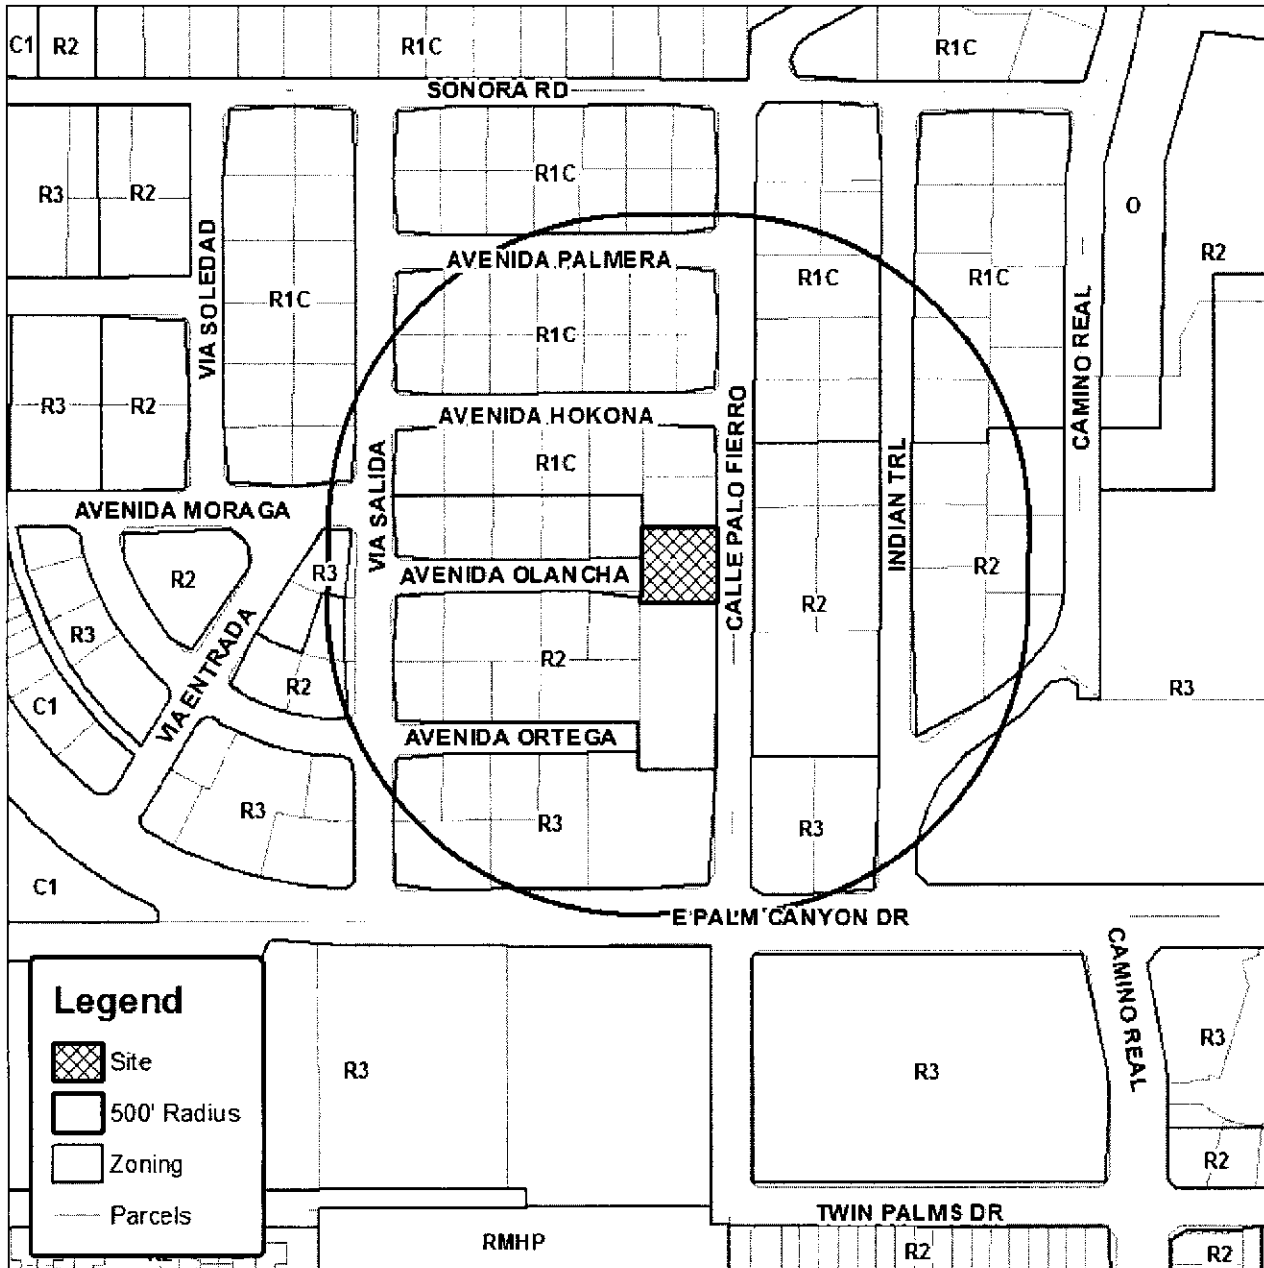 C1
R2
R1C
R1C
SONORA RD
R3
R2
R1C
O
R2
VIA SOLEDAD
AVENIDA PALMERA
R1C
R1C
R1C
R1C
CAMINO REAL
R3
R2
AVENIDA HOKONA
CALLE PALO FIERRO
INDIAN TRL
VIA SALIDA
R1C
AVENIDA MORAGA
R2
R3
AVENIDA OLANCHA
R2
R2
R3
VIA ENTRADA
R2
R2
R3
C1
AVENIDA ORTEGA
R3
R3
R3
C1
E PALM CANYON DR
CAMINO REAL
Legend
Site
500' Radius
Zoning
Parcels
R3
R3
R3
R2
TWIN PALMS DR
RMHP
R2
R2